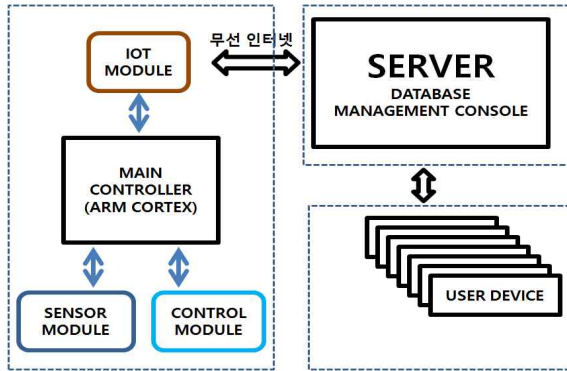 IOT
MODULE
무선 인터넷
SERVER
DATABASE
MANAGEMENT CONSOLE
MAIN
CONTROLLER
(ARM CORTEX)
SENSOR
MODULE
CONTROL
MODULE
USER DEVICE